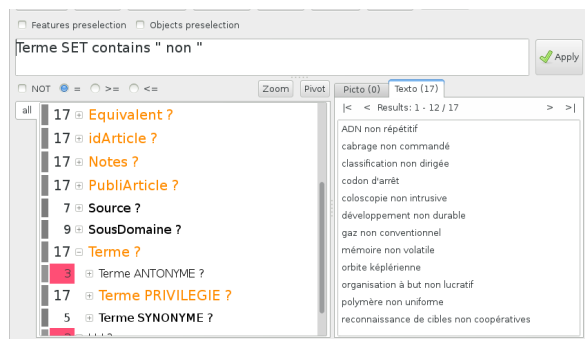 Features preselection Objects preselection
Terme SET contains " non "
Apply
NOT = >= <= Zoom Pivot Picto (0) Texto (17)
all
|< < Results: 1 - 12 / 17 > >|
17 Equivalent ?
17 idArticle ?
17 Notes ?
17 PubliArticle ?
7 Source ?
9 SousDomaine ?
17 Terme ?
3 Terme ANTONYME ?
17 Terme PRIVILEGIE ?
5 Terme SYNONYME ?
ADN non répétitif
cabrage non commandé
classification non dirigée
codon d'arrêt
coloscopie non intrusive
développement non durable
gaz non conventionnel
mémoire non volatile
orbite képlérienne
organisation à but non lucratif
polymère non uniforme
reconnaissance de cibles non coopératives